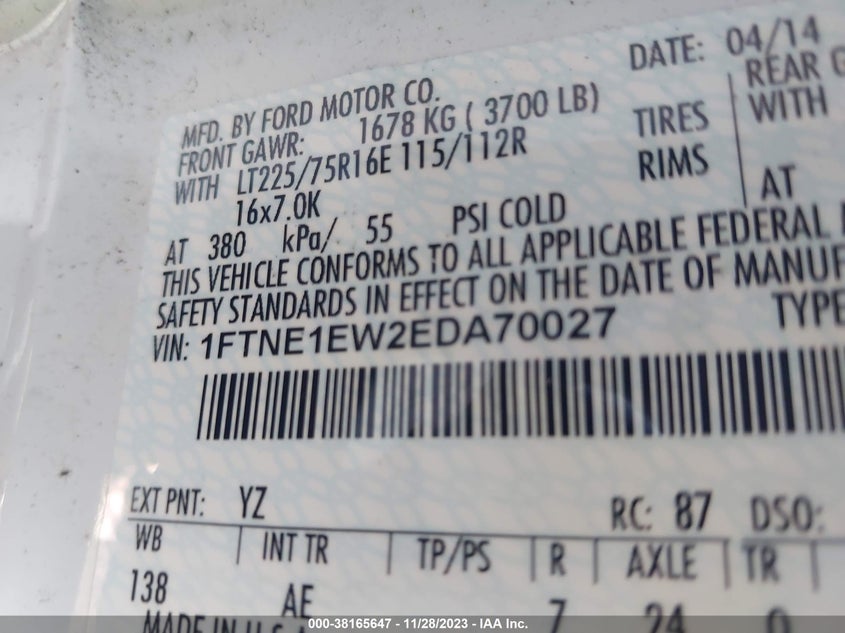 DATE: 04/14
MFD. BY FORD MOTOR CO.
FRONT GAWR: 1678 KG ( 3700 LB)
REAR
WITH LT225/75R16E 115/112R TIRES
WITH
16x7.0K RIMS
AT 380 kPa/ 55 PSI COLD
AT
THIS VEHICLE CONFORMS TO ALL APPLICABLE FEDERAL
SAFETY STANDARDS IN EFFECT ON THE DATE OF
VIN: 1FTNE1EW2EDA70027
TYPE
EXT PNT: YZ RC: 87 DSO:
WB INT TR TP/PS R AXLE TR
138 AE 7 24
MADE IN
000-38165647 - 11/28/2023 - IAA Inc.